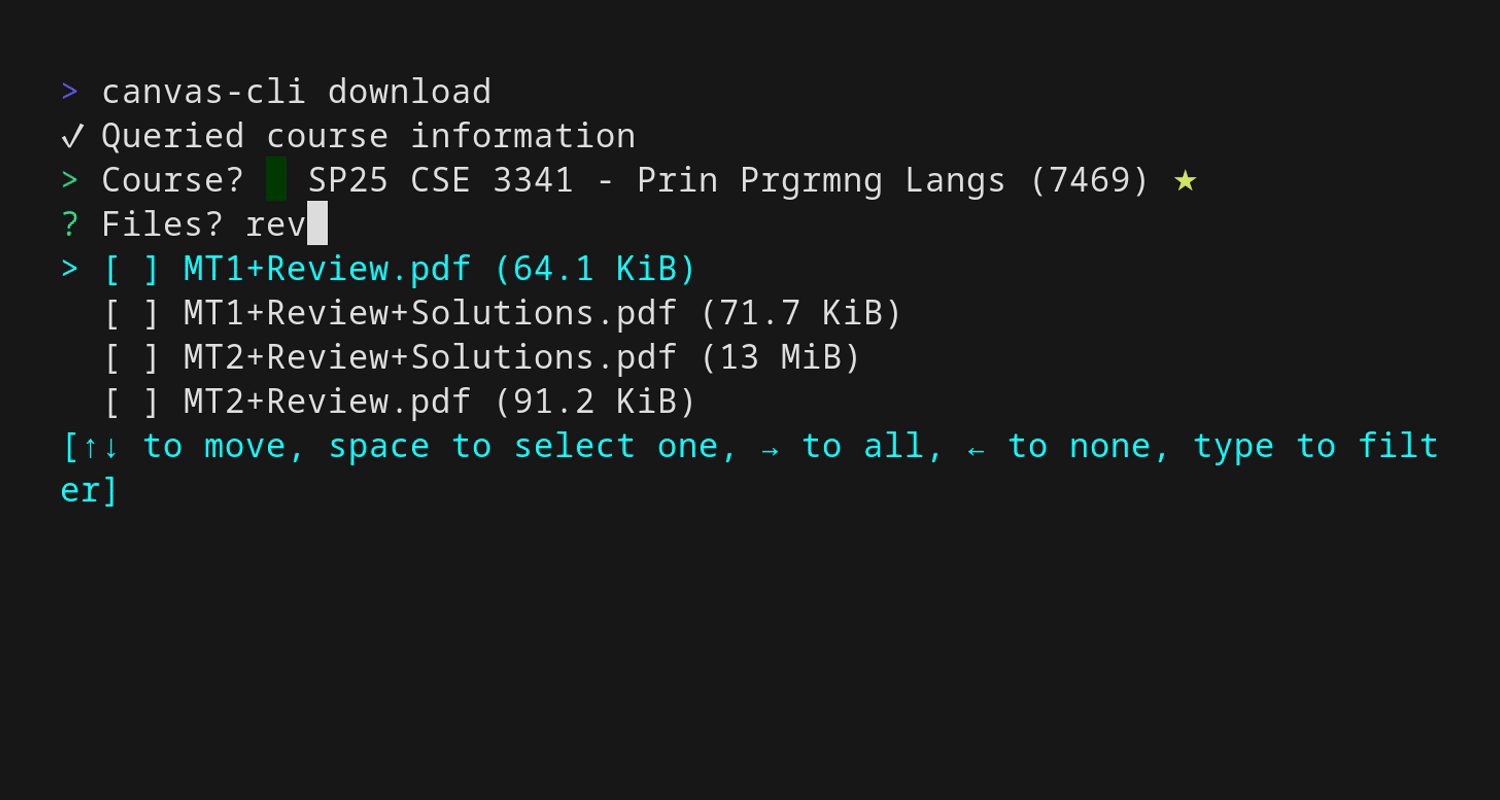 > canvas-cli download
✓ Queried course information
> Course? SP25 CSE 3341 - Prin Prgrmng Langs (7469) ★
? Files? rev
> [ ] MT1+Review.pdf (64.1 KiB)
[ ] MT1+Review+Solutions.pdf (71.7 KiB)
[ ] MT2+Review+Solutions.pdf (13 MiB)
[ ] MT2+Review.pdf (91.2 KiB)
[↑↓ to move, space to select one, → to all, ← to none, type to filt
er]